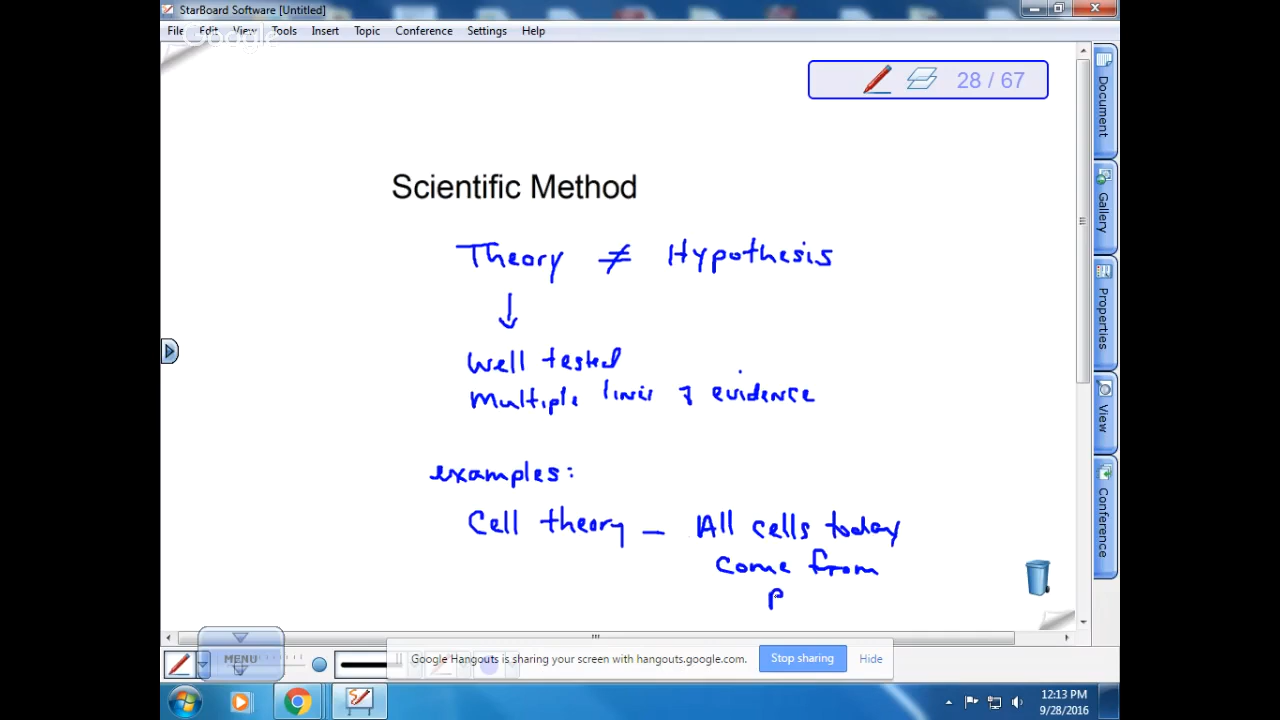 StarBoard Software [Untitled]
File Edit View Tools Insert Topic Conference Settings Help
Google
28 / 67
Document
Gallery
Properties
View
Conference
Scientific Method
Theory ≠ Hypothesis
↓
Well tested
Multiple lines of evidence
examples:
Cell theory – All cells today
come from
P
MENU
Google Hangouts is sharing your screen with hangouts.google.com. Stop sharing Hide
12:13 PM
9/28/2016